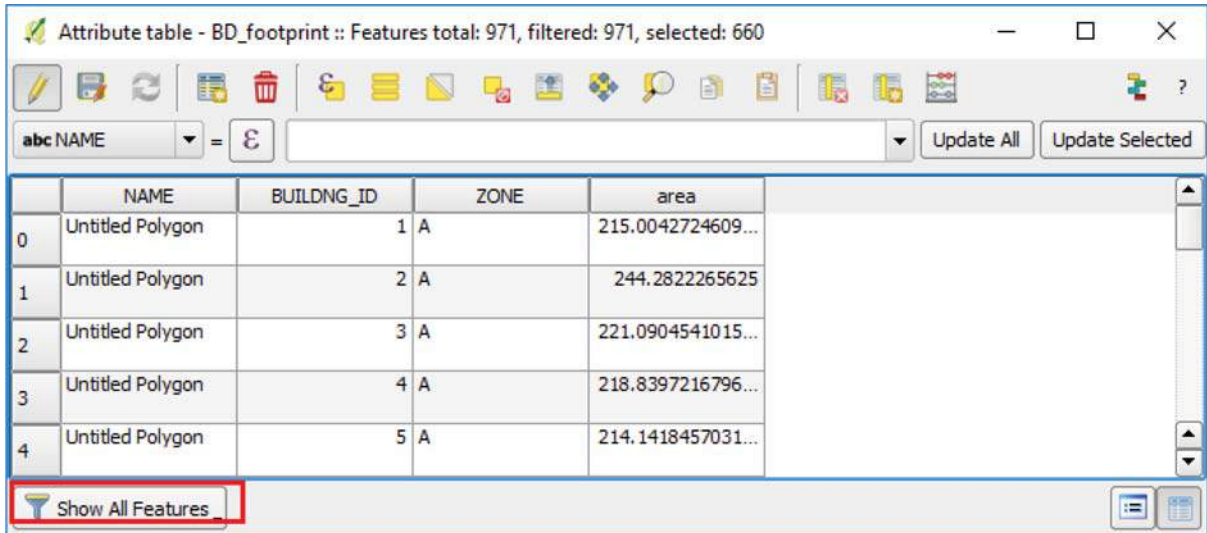 Attribute table - BD_footprint :: Features total: 971, filtered: 971, selected: 660
?
abc NAME = ε Update All Update Selected
NAME BUILDNG_ID ZONE area
0 Untitled Polygon 1 A 215.0042724609...
1 Untitled Polygon 2 A 244.2822265625
2 Untitled Polygon 3 A 221.0904541015...
3 Untitled Polygon 4 A 218.8397216796...
4 Untitled Polygon 5 A 214.1418457031...
Show All Features _